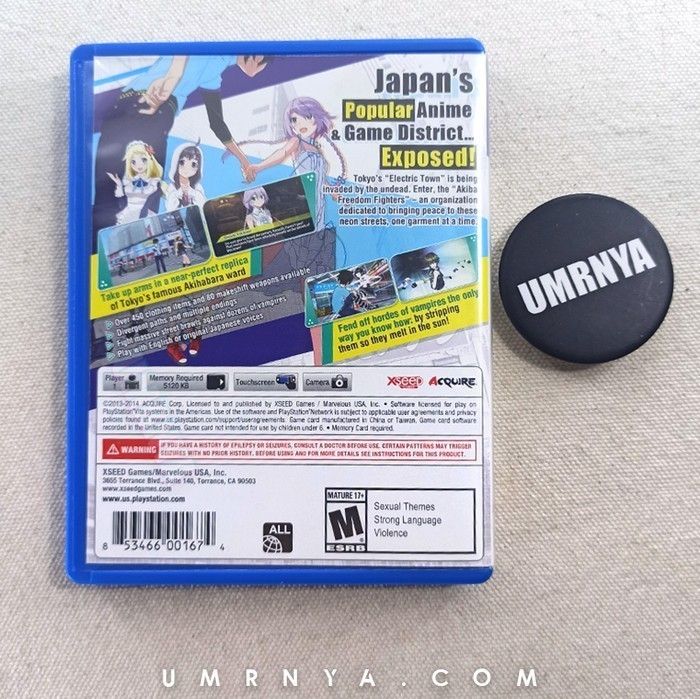 Japan's
Popular Anime
& Game District...
Exposed!
Tokyo's "Electric Town" is being
invaded by the undead. Enter, the "Akiba
Freedom Fighters" – an organization
dedicated to bringing peace to these
neon streets, one garment at a time.
Take up arms in a near-perfect replica
of Tokyo's famous Akihabara ward
Over 450 clothing items and 80 makeshift weapons available
Divergent paths and multiple endings
Fight massive street brawls against dozens of vampires
Play with English or original Japanese voices
Fend off hordes of vampires the only
way you know how: by stripping
them so they melt in the sun!
UMRNYA
Player 1
Memory Required 5120 KB
Touchscreen
Camera
XSEED
ACQUIRE
©2013-2014 ACQUIRE Corp. Licensed to and published by XSEED Games / Marvelous USA, Inc. • Software licensed for play on
PlayStation®Vita systems in the Americas. Use of the software and PlayStation®Network is subject to applicable user agreements and privacy
policies found at www.us.playstation.com/support/useragreements. Game card manufactured in China or Taiwan. Game card software
recorded in the United States. Game card not intended for use by children under 6. • Memory Card required.
WARNING
IF YOU HAVE A HISTORY OF EPILEPSY OR SEIZURES, CONSULT A DOCTOR BEFORE USE. CERTAIN PATTERNS MAY TRIGGER
SEIZURES WITH NO PRIOR HISTORY. BEFORE USING AND FOR MORE DETAILS SEE INSTRUCTIONS FOR THIS PRODUCT.
XSEED Games/Marvelous USA, Inc.
3655 Torrance Blvd., Suite 140, Torrance, CA 90503
www.xseedgames.com
www.us.playstation.com
8 53466 00167 4
ALL
MATURE 17+
M
ESRB
Sexual Themes
Strong Language
Violence
UMRNYA.COM